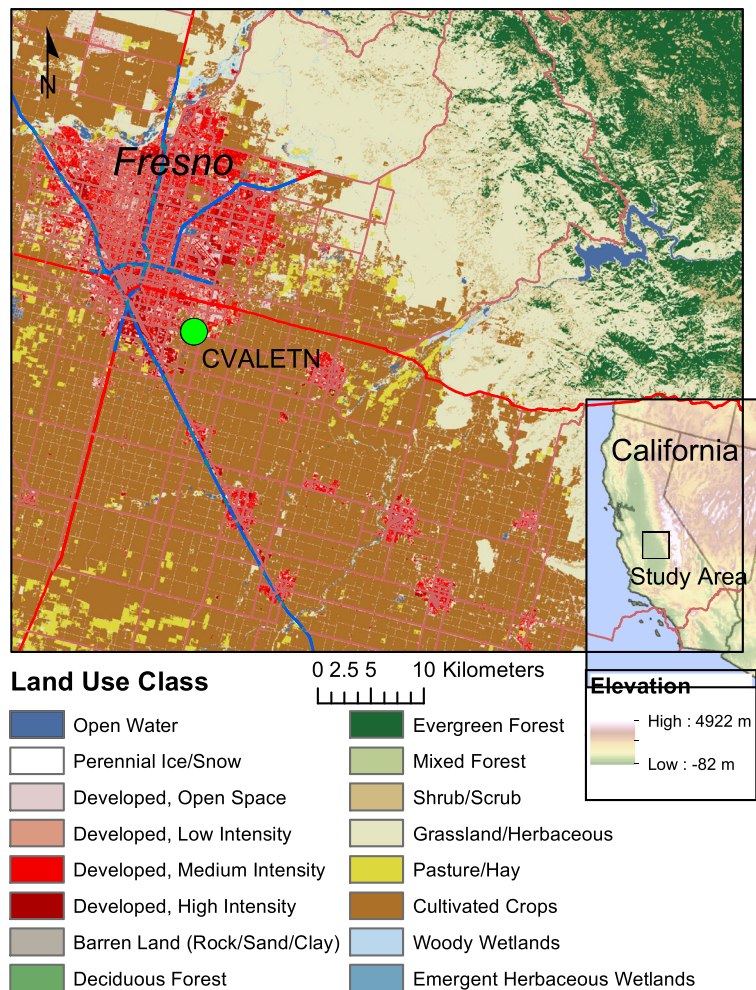 N
Fresno
CVALETN
California
Study Area
0 2.5 5 10 Kilometers
Land Use Class
Elevation
High : 4922 m
Low : -82 m
Open Water
Perennial Ice/Snow
Developed, Open Space
Developed, Low Intensity
Developed, Medium Intensity
Developed, High Intensity
Barren Land (Rock/Sand/Clay)
Deciduous Forest
Evergreen Forest
Mixed Forest
Shrub/Scrub
Grassland/Herbaceous
Pasture/Hay
Cultivated Crops
Woody Wetlands
Emergent Herbaceous Wetlands